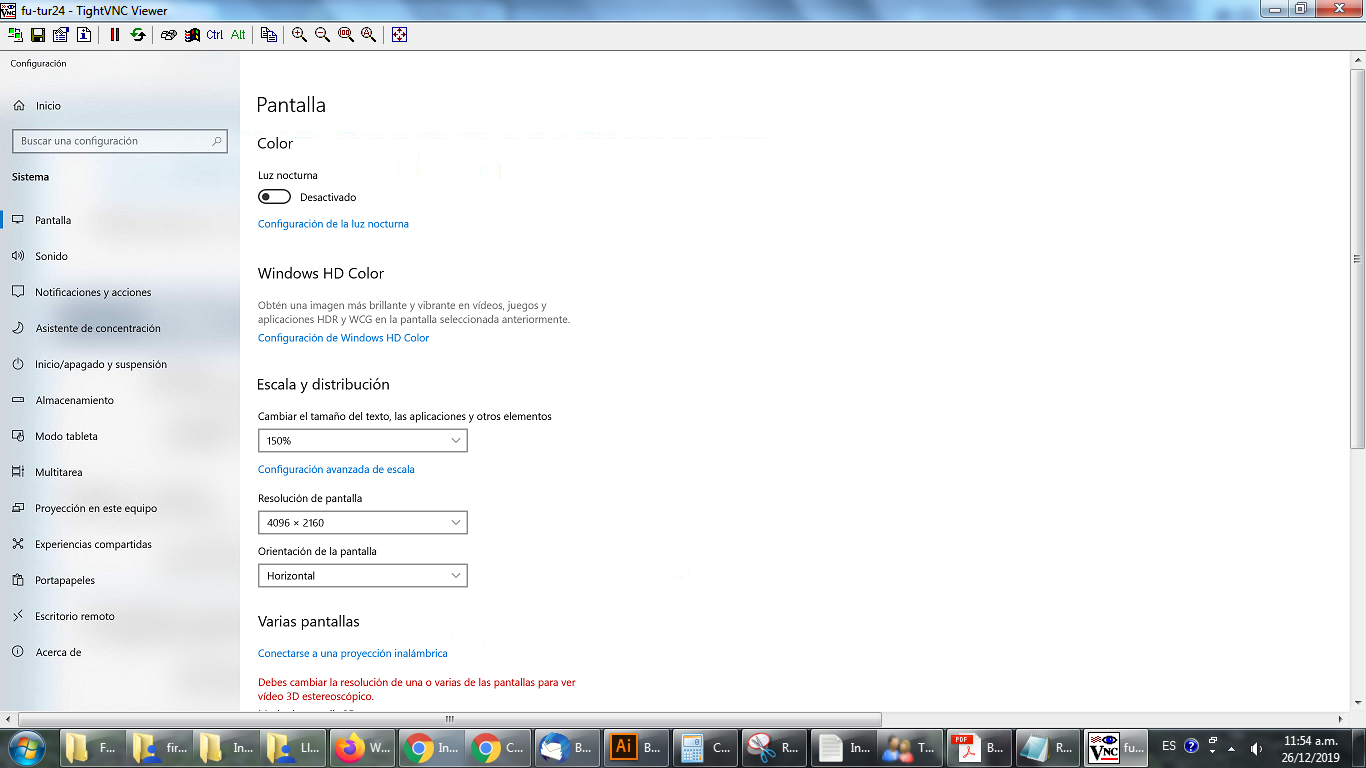 fu-tur24 - TightVNC Viewer
Ctrl Alt
Configuración
Inicio
Buscar una configuración
Sistema
Pantalla
Sonido
Notificaciones y acciones
Asistente de concentración
Inicio/apagado y suspensión
Almacenamiento
Modo tableta
Multitarea
Proyección en este equipo
Experiencias compartidas
Portapapeles
Escritorio remoto
Acerca de
Pantalla
Color
Luz nocturna
Desactivado
Configuración de la luz nocturna
Windows HD Color
Obtén una imagen más brillante y vibrante en vídeos, juegos y
aplicaciones HDR y WCG en la pantalla seleccionada anteriormente.
Configuración de Windows HD Color
Escala y distribución
Cambiar el tamaño del texto, las aplicaciones y otros elementos
150%
Configuración avanzada de escala
Resolución de pantalla
4096 × 2160
Orientación de la pantalla
Horizontal
Varias pantallas
Conectarse a una proyección inalámbrica
Debes cambiar la resolución de una o varias de las pantallas para ver
vídeo 3D estereoscópico.
F... fir... In... Ll... W... In... C... B... Ai B... C... R... In... T... PDF B... R... VNC fu... ES 11:54 a.m.
26/12/2019